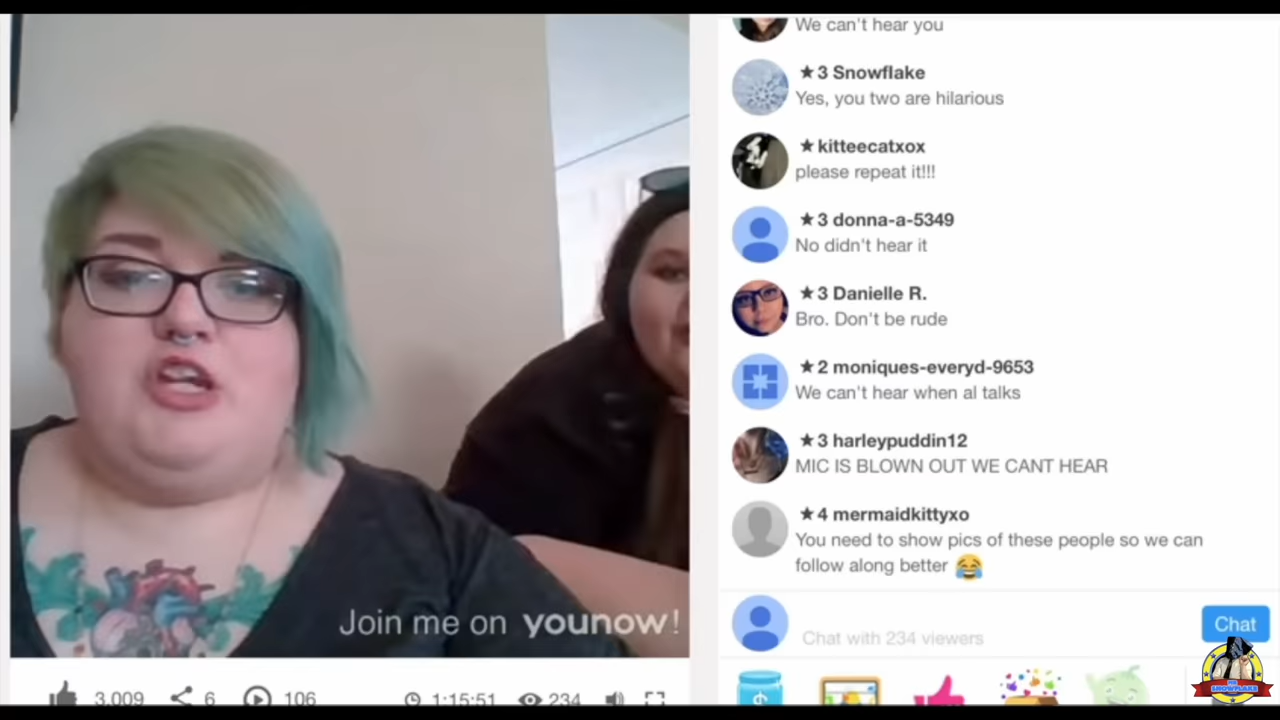 We can't hear you
★3 Snowflake
Yes, you two are hilarious
★kitteecatxox
please repeat it!!!
★3 donna-a-5349
No didn't hear it
★3 Danielle R.
Bro. Don't be rude
★2 moniques-everyd-9653
We can't hear when al talks
★3 harleypuddin12
MIC IS BLOWN OUT WE CANT HEAR
★4 mermaidkittyxo
You need to show pics of these people so we can
follow along better 😂
Join me on younow!
Chat with 234 viewers
Chat
3,009 6 106 1:15:51 234
SNOWFLAKE